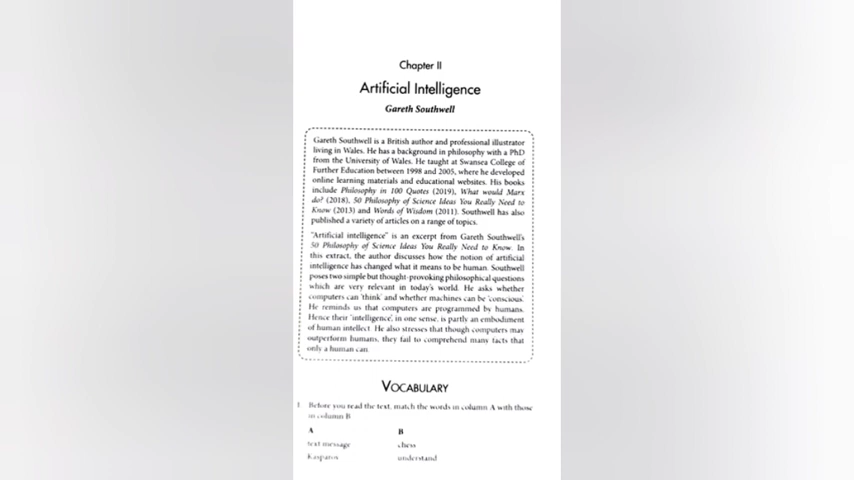 Chapter II
Artificial Intelligence
Gareth Southwell
Gareth Southwell is a British author and professional illustrator
living in Wales. He has a background in philosophy with a PhD
from the University of Wales. He taught at Swansea College of
Further Education between 1998 and 2005, where he developed
online learning materials and educational websites. His books
include Philosophy in 100 Quotes (2019), What would Marx
do? (2018), 50 Philosophy of Science Ideas You Really Need to
Know (2013) and Words of Wisdom (2011). Southwell has also
published a variety of articles on a range of topics.
"Artificial intelligence" is an excerpt from Gareth Southwell's
50 Philosophy of Science Ideas You Really Need to Know. In
this extract, the author discusses how the notion of artificial
intelligence has changed what it means to be human. Southwell
poses two simple but thought-provoking philosophical questions
which are very relevant in today's world. He asks whether
computers can 'think' and whether machines can be 'conscious'.
He reminds us that computers are programmed by humans.
Hence their 'intelligence', in one sense, is partly an embodiment
of human intellect. He also stresses that though computers may
outperform humans, they fail to comprehend many facts that
only a human can.
VOCABULARY
1. Before you read the text, match the words in column A with those
in column B
A B
text message chess
Kasparov understand